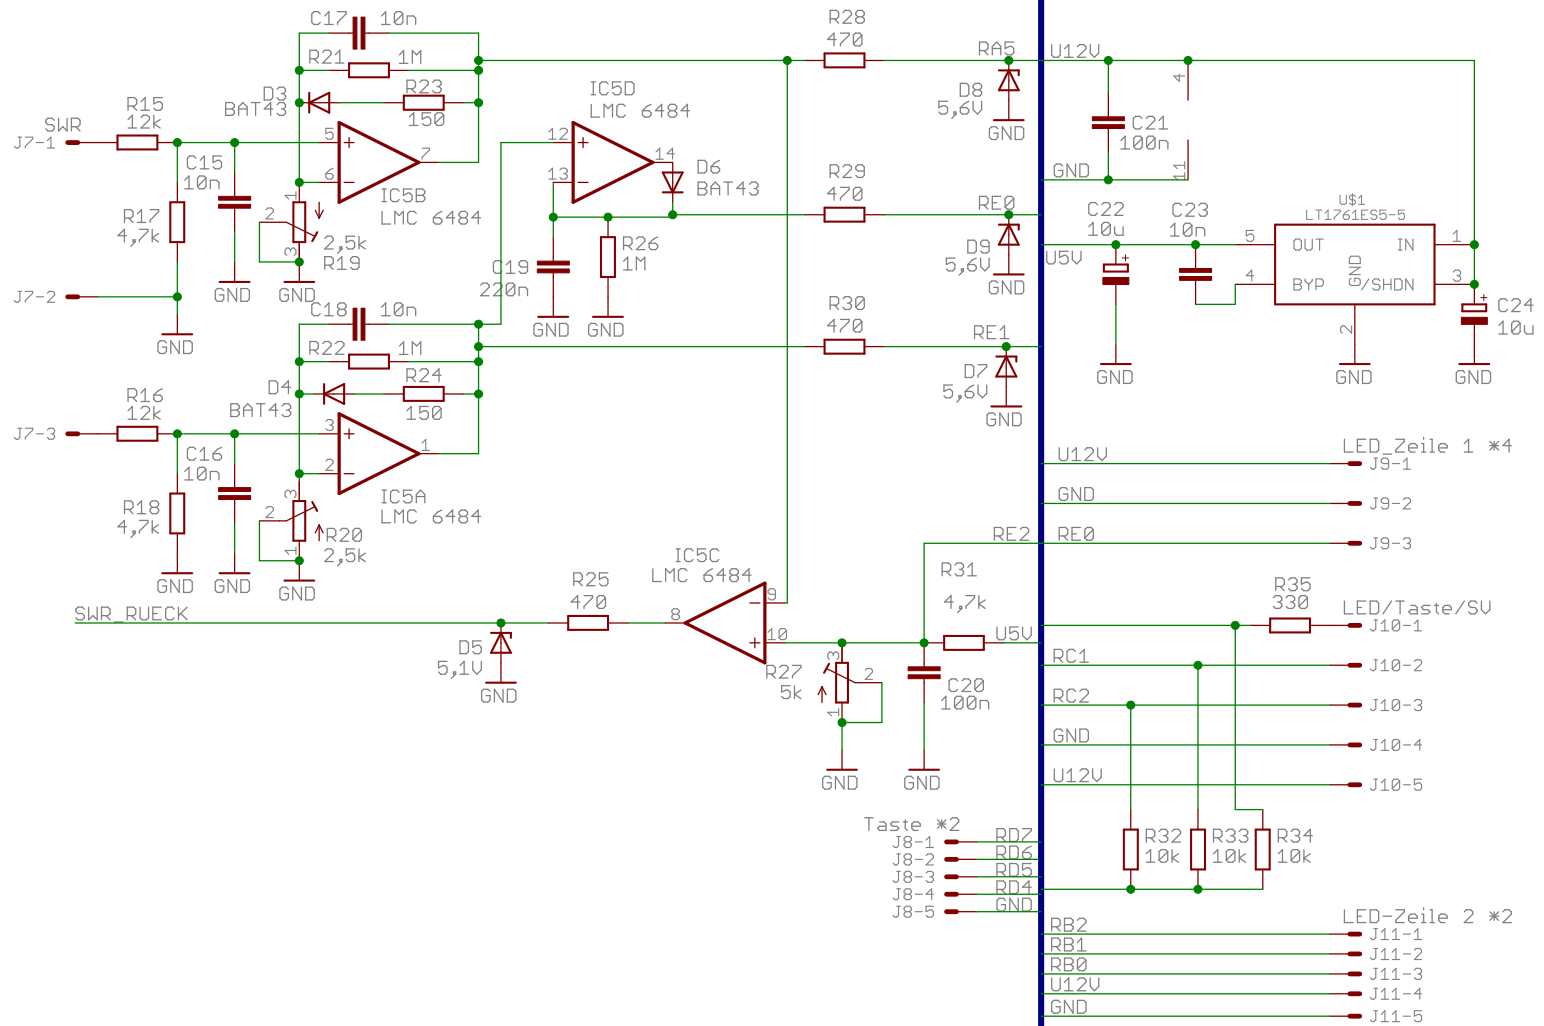 C17 10n
R21 1M
D3
BAT43
R23
150
SWR
R15
12k
J7-1
C15
10n
5
6
7
IC5B
LMC 6484
R17
4,7k
1
2
3
2,5k
R19
GND
GND
J7-2
GND
IC5D
LMC 6484
12
13
14
D6
BAT43
C19
220n
R26
1M
GND
GND
C18 10n
R22 1M
D4
BAT43
R24
150
R16
12k
J7-3
C16
10n
3
2
1
IC5A
LMC 6484
R18
4,7k
3
2
1
R20
2,5k
GND
GND
GND
R28
470
RA5
D8
5,6V
GND
R29
470
RE0
D9
5,6V
GND
R30
470
RE1
D7
5,6V
GND
U12V
4
C21
100n
11
GND
C22
10u
+
C23
10n
U5V
U$1
LT1761ES5-5
5
OUT
IN
1
4
BYP
GND
/SHDN
3
2
+
C24
10u
GND
GND
GND
LED_Zeile 1 *4
U12V
J9-1
GND
J9-2
RE2
RE0
J9-3
IC5C
LMC 6484
9
10
8
R25
470
SWR_RUECK
D5
5,1V
GND
R31
4,7k
U5V
R27
5k
3
2
1
GND
C20
100n
GND
R35
330
LED/Taste/SV
J10-1
RC1
J10-2
RC2
J10-3
GND
J10-4
U12V
J10-5
R32
10k
R33
10k
R34
10k
Taste *2
J8-1 RD7
J8-2 RD6
J8-3 RD5
J8-4 RD4
J8-5 GND
LED-Zeile 2 *2
RB2 J11-1
RB1 J11-2
RB0 J11-3
U12V J11-4
GND J11-5